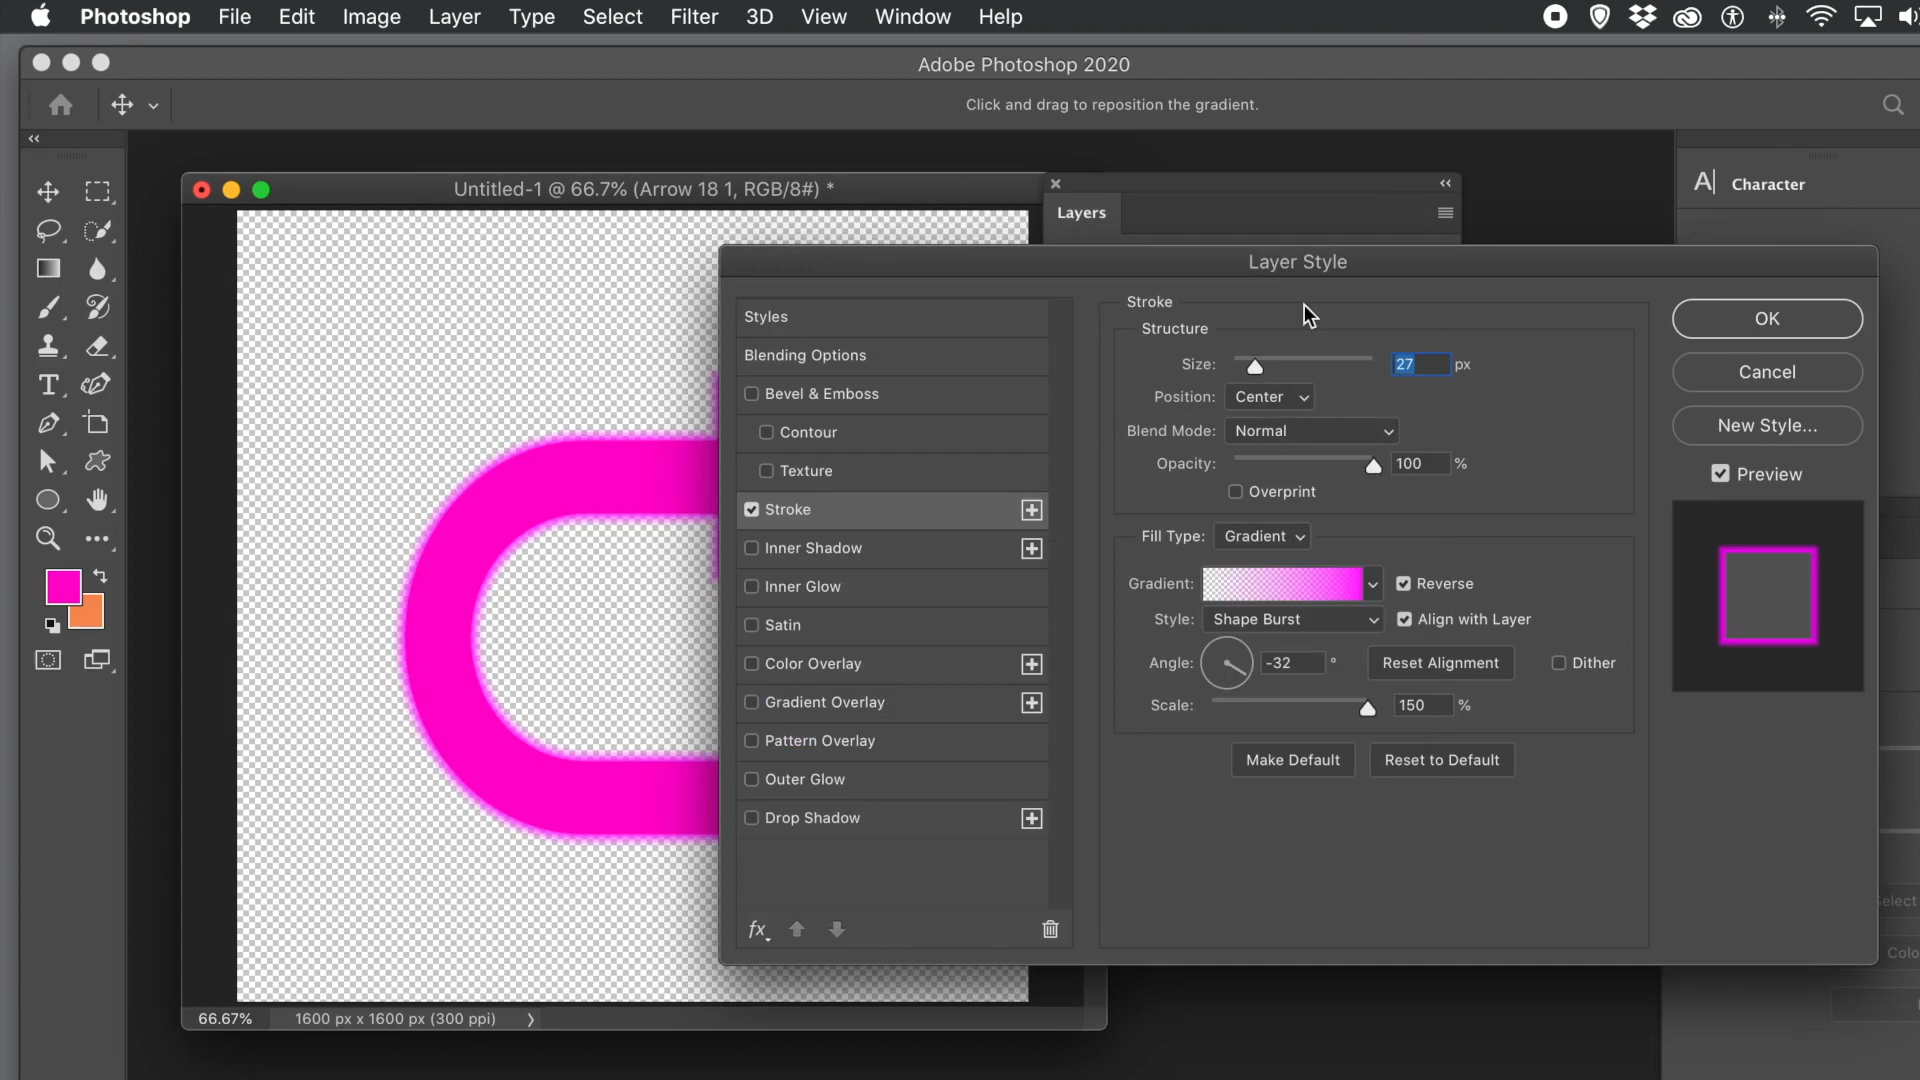 Photoshop File Edit Image Layer Type Select Filter 3D View Window Help
Adobe Photoshop 2020
Click and drag to reposition the gradient.
Untitled-1 @ 66.7% (Arrow 18 1, RGB/8#) *
Layers
Character
Layer Style
Styles
Blending Options
Bevel & Emboss
Contour
Texture
Stroke
Inner Shadow
Inner Glow
Satin
Color Overlay
Gradient Overlay
Pattern Overlay
Outer Glow
Drop Shadow
fx
Stroke
Structure
Size: 27 px
Position: Center
Blend Mode: Normal
Opacity: 100 %
Overprint
Fill Type: Gradient
Gradient: Reverse
Style: Shape Burst Align with Layer
Angle: -32 ° Reset Alignment Dither
Scale: 150 %
Make Default Reset to Default
OK
Cancel
New Style...
Preview
66.67% 1600 px x 1600 px (300 ppi)